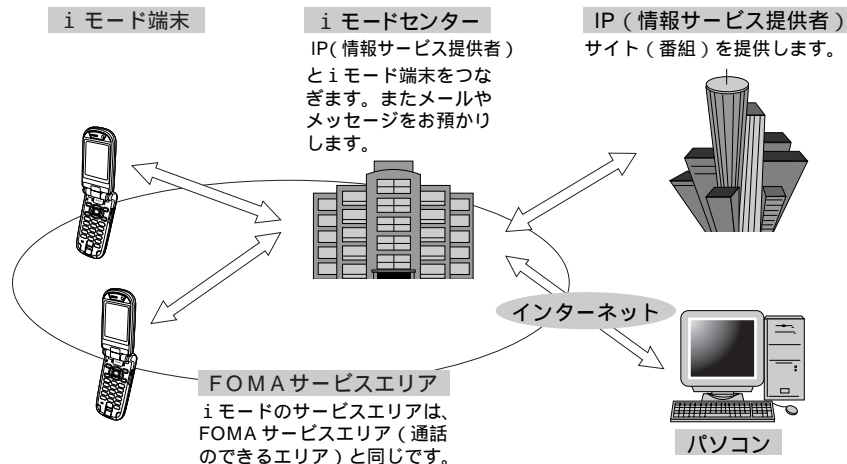 i モード端末
i モードセンター
IP(情報サービス提供者)
とiモード端末をつな
ぎます。またメールや
メッセージをお預かり
します。
IP(情報サービス提供者)
サイト(番組)を提供します。
インターネット
FOMAサービスエリア
iモードのサービスエリアは、
FOMAサービスエリア(通話
のできるエリア)と同じです。
パソコン